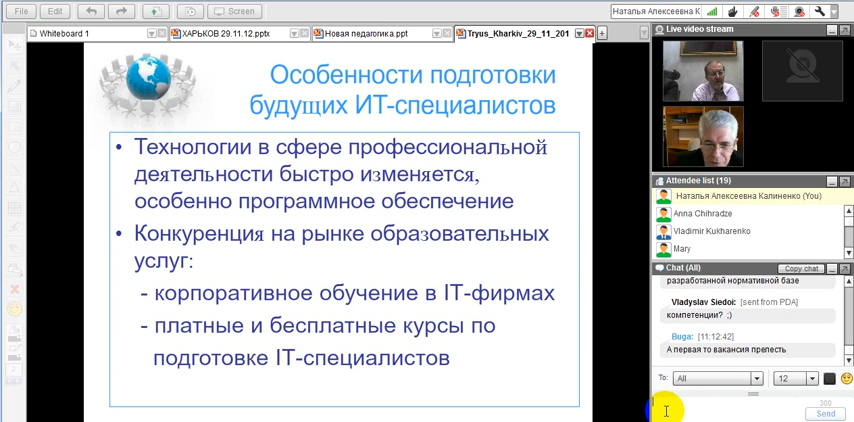 File
Edit
Screen
Наталья Алексеевна К
Whiteboard 1
ХАРЬКОВ 29.11.12.pptx
Новая педагогика.ppt
Tryus_Kharkiv_29_11_201
Особенности подготовки
будущих ИТ-специалистов
• Технологии в сфере профессиональной
деятельности быстро изменяется,
особенно программное обеспечение
• Конкуренция на рынке образовательных
услуг:
- корпоративное обучение в IT-фирмах
- платные и бесплатные курсы по
подготовке IT-специалистов
Live video stream
Attendee list (19)
Наталья Алексеевна Калиненко (You)
Anna Chihradze
Vladimir Kukharenko
Mary
Chat (All)
Copy chat
разработанной нормативной базе
Vladyslav Siedoi: [sent from PDA]
компетенции? ;)
Buga: [11:12:42]
А первая то вакансия прелесть
To:
All
12
300
Send